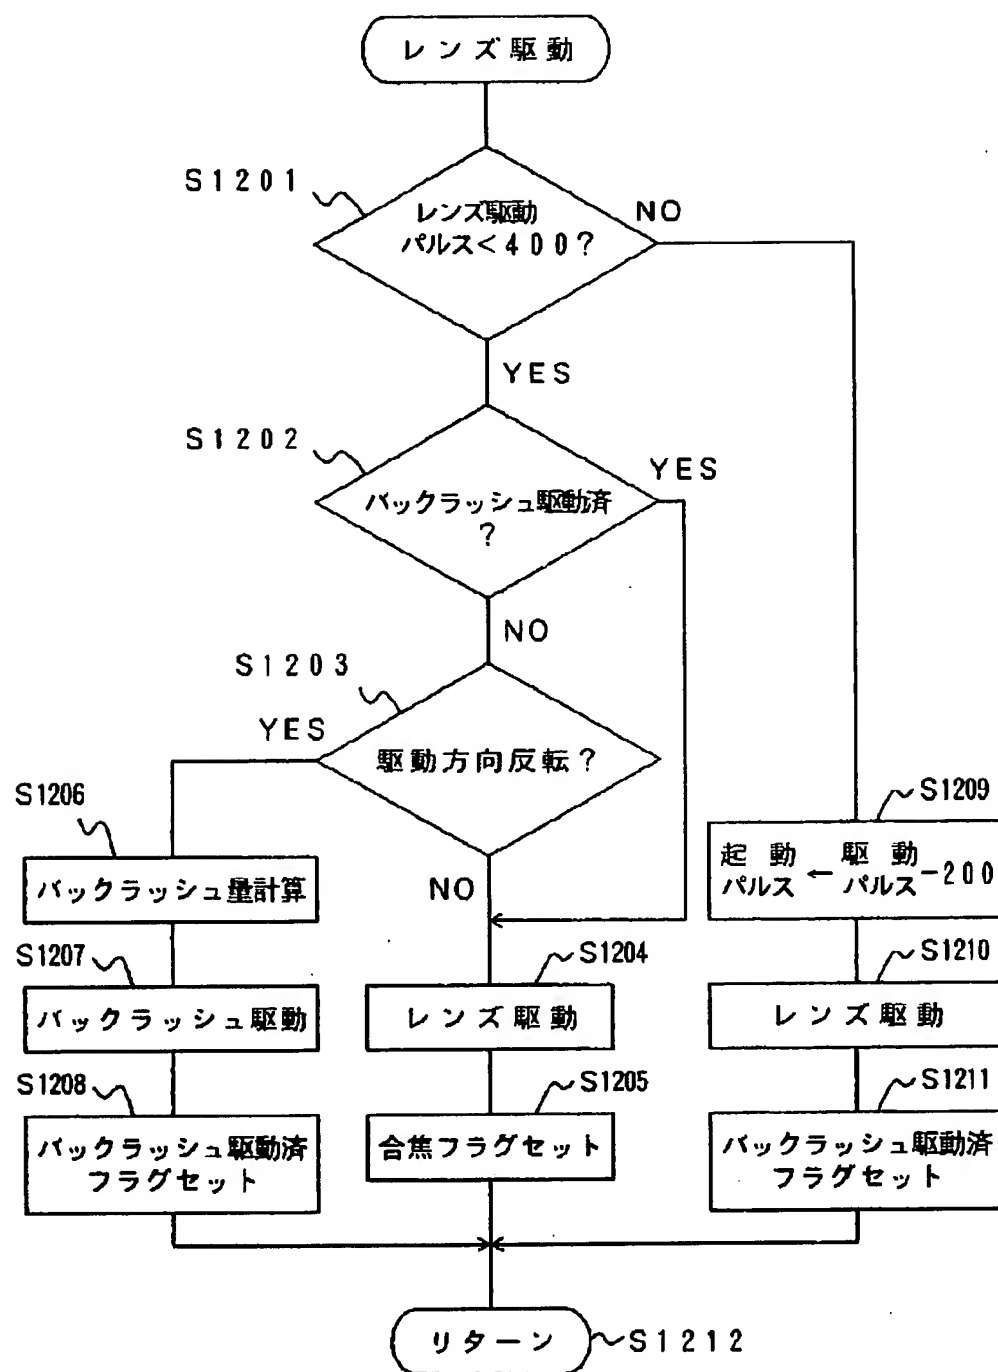 レンズ駆動
S1201
レンズ駆動
パルス<400?
NO
YES
S1202
YES
バックラッシュ駆動済
?
NO
S1203
YES
駆動方向反転?
S1206
S1209
バックラッシュ量計算
NO
起動 ← 駆動 -200
パルス パルス
S1207
S1204
S1210
バックラッシュ駆動
レンズ駆動
レンズ駆動
S1208
S1205
S1211
バックラッシュ駆動済
フラグセット
合焦フラグセット
バックラッシュ駆動済
フラグセット
リターン
S1212